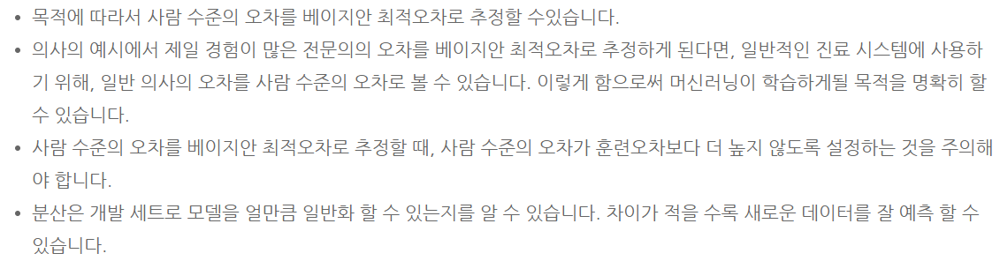 • 목적에 따라서 사람 수준의 오차를 베이지안 최적오차로 추정할 수있습니다.
• 의사의 예시에서 제일 경험이 많은 전문의의 오차를 베이지안 최적오차로 추정하게 된다면, 일반적인 진료 시스템에 사용하
기 위해, 일반 의사의 오차를 사람 수준의 오차로 볼 수 있습니다. 이렇게 함으로써 머신러닝이 학습하게될 목적을 명확히 할
수 있습니다.
• 사람 수준의 오차를 베이지안 최적오차로 추정할 때, 사람 수준의 오차가 훈련오차보다 더 높지 않도록 설정하는 것을 주의해
야 합니다.
• 분산은 개발 세트로 모델을 얼만큼 일반화 할 수 있는지를 알 수 있습니다. 차이가 적을 수록 새로운 데이터를 잘 예측 할 수
있습니다.